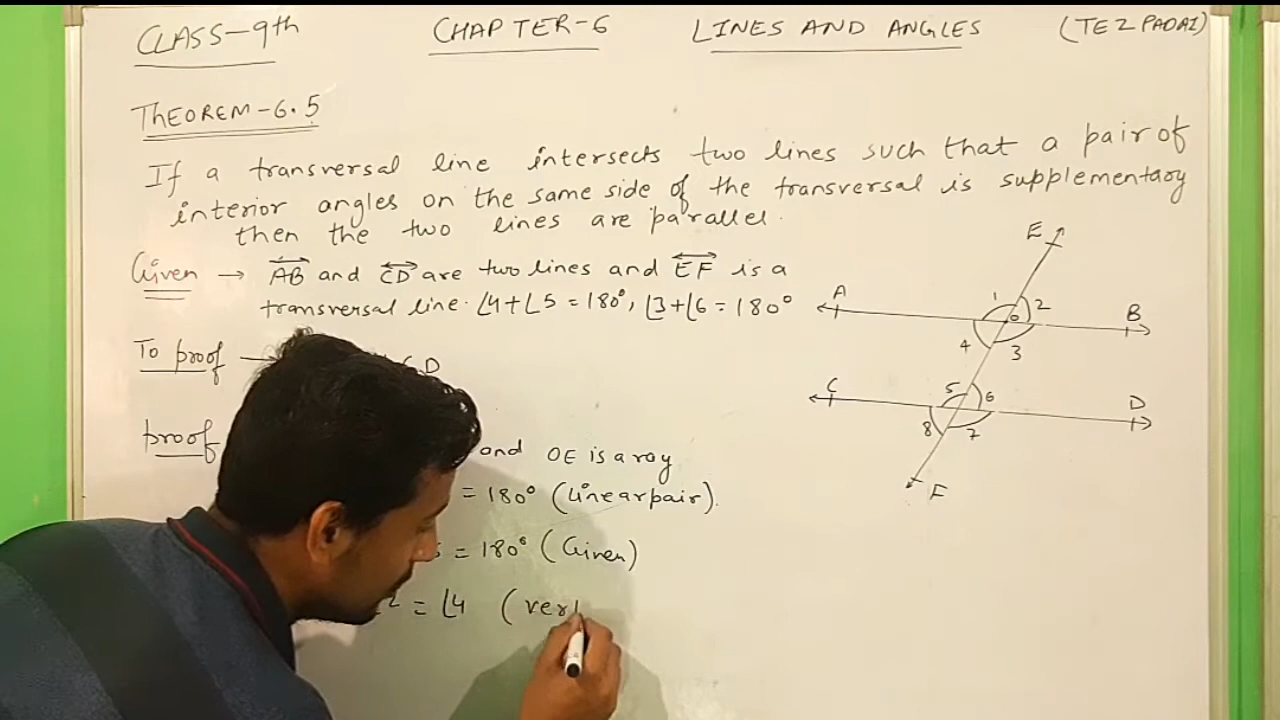 CLASS-9th CHAPTER-6 LINES AND ANGLES (TEZ PADAI)
THEOREM-6.5
If a transversal line intersects two lines such that a pair of
interior angles on the same side of the transversal is supplementary
then the two lines are parallel.
Given → AB and CD are two lines and EF is a
transversal line. ∠4+∠5=180°, ∠3+∠6=180°
To proof — CD
proof
and OE is a ray
=180° (linear pair).
=180° (Given)
2 = ∠4 (ver
E
A 1 2 B
O
4 3
C 5 6 D
8 7
F